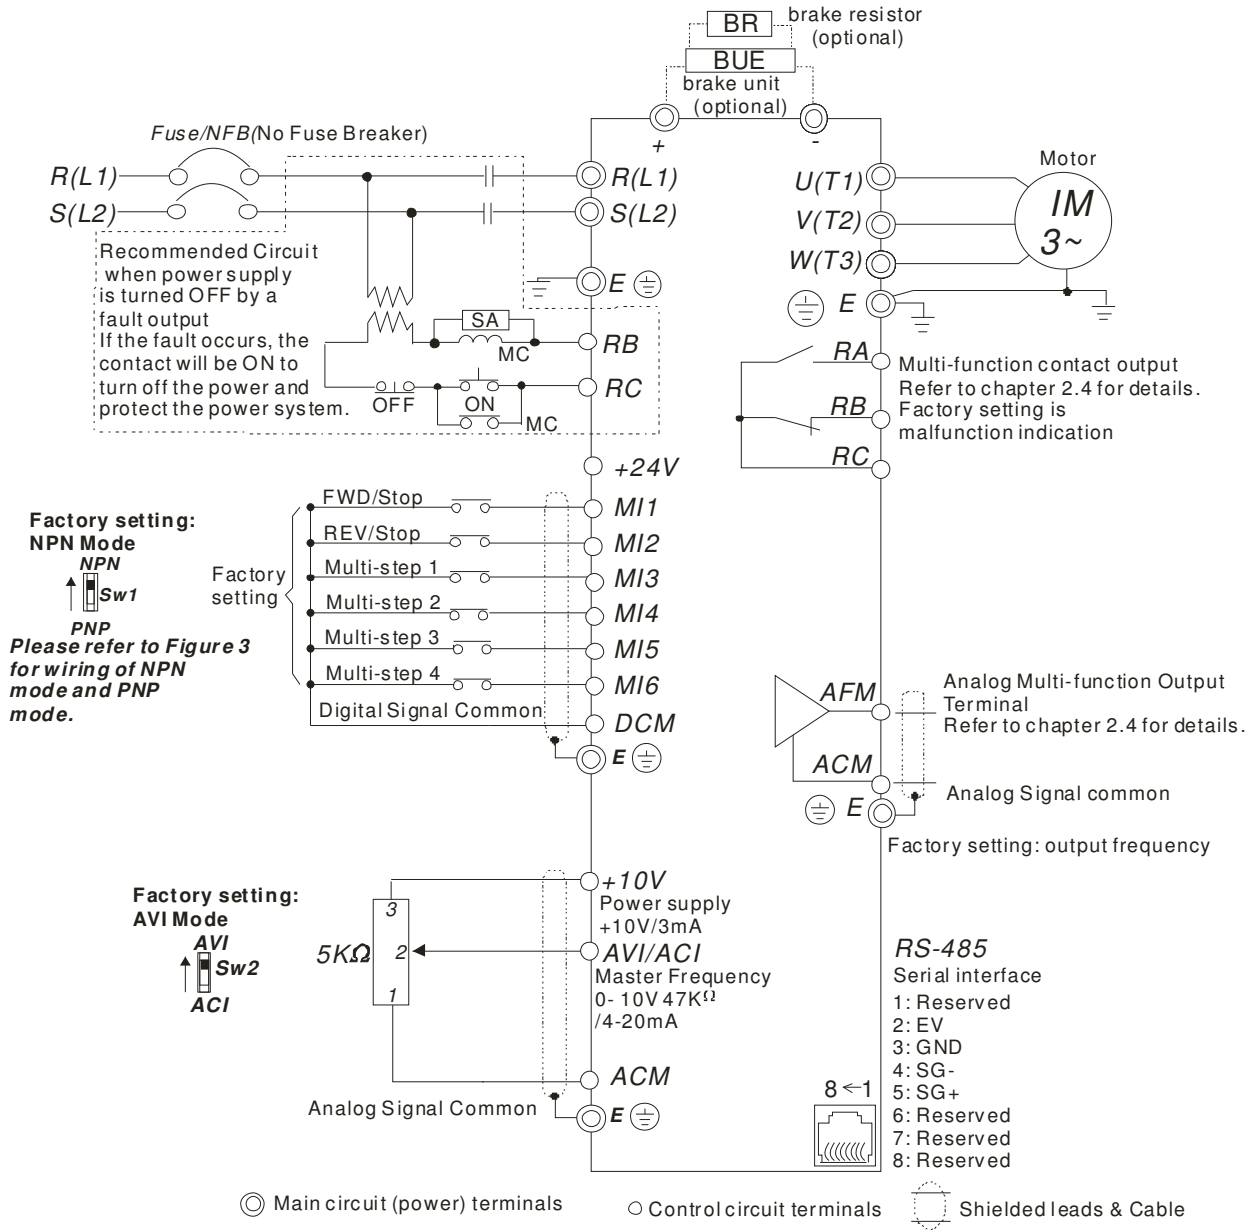 BR
brake resistor
(optional)
BUE
brake unit
(optional)
+
-
Fuse/NFB(No Fuse Breaker)
R(L1)
S(L2)
R(L1)
S(L2)
E
Recommended Circuit
when power supply
is turned OFF by a
fault output
If the fault occurs, the
contact will be ON to
turn off the power and
protect the power system.
SA
MC
OFF
ON
MC
RB
RC
Motor
IM
3~
U(T1)
V(T2)
W(T3)
E
RA
RB
RC
Multi-function contact output
Refer to chapter 2.4 for details.
Factory setting is
malfunction indication
+24V
Factory setting:
NPN Mode
NPN
Sw1
PNP
Please refer to Figure 3
for wiring of NPN
mode and PNP
mode.
Factory
setting
FWD/Stop
REV/Stop
Multi-step 1
Multi-step 2
Multi-step 3
Multi-step 4
Digital Signal Common
MI1
MI2
MI3
MI4
MI5
MI6
DCM
E
AFM
ACM
E
Analog Multi-function Output
Terminal
Refer to chapter 2.4 for details.
Analog Signal common
Factory setting: output frequency
Factory setting:
AVI Mode
AVI
Sw2
ACI
5KΩ
3
2
1
+10V
Power supply
+10V/3mA
AVI/ACI
Master Frequency
0- 10V 47KΩ
/4-20mA
ACM
Analog Signal Common
E
RS-485
Serial interface
1: Reserved
2: EV
3: GND
4: SG-
5: SG+
6: Reserved
7: Reserved
8: Reserved
8←1
Main circuit (power) terminals
Control circuit terminals
Shielded leads & Cable